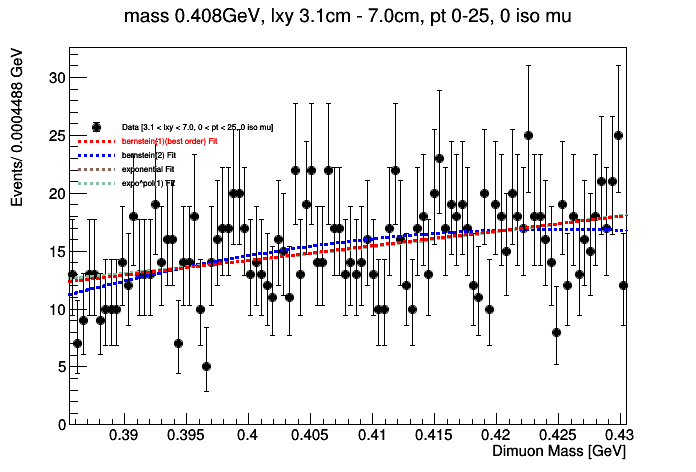 mass 0.408GeV, lxy 3.1cm - 7.0cm, pt 0-25, 0 iso mu
Events/ 0.0004488 GeV
30
25
20
15
10
5
0
Data [3.1 < lxy < 7.0, 0 < pt < 25, 0 iso mu]
bernstein(1)(best order) Fit
bernstein(2) Fit
exponential Fit
expo*pol(1) Fit
0.39 0.395 0.4 0.405 0.41 0.415 0.42 0.425 0.43
Dimuon Mass [GeV]